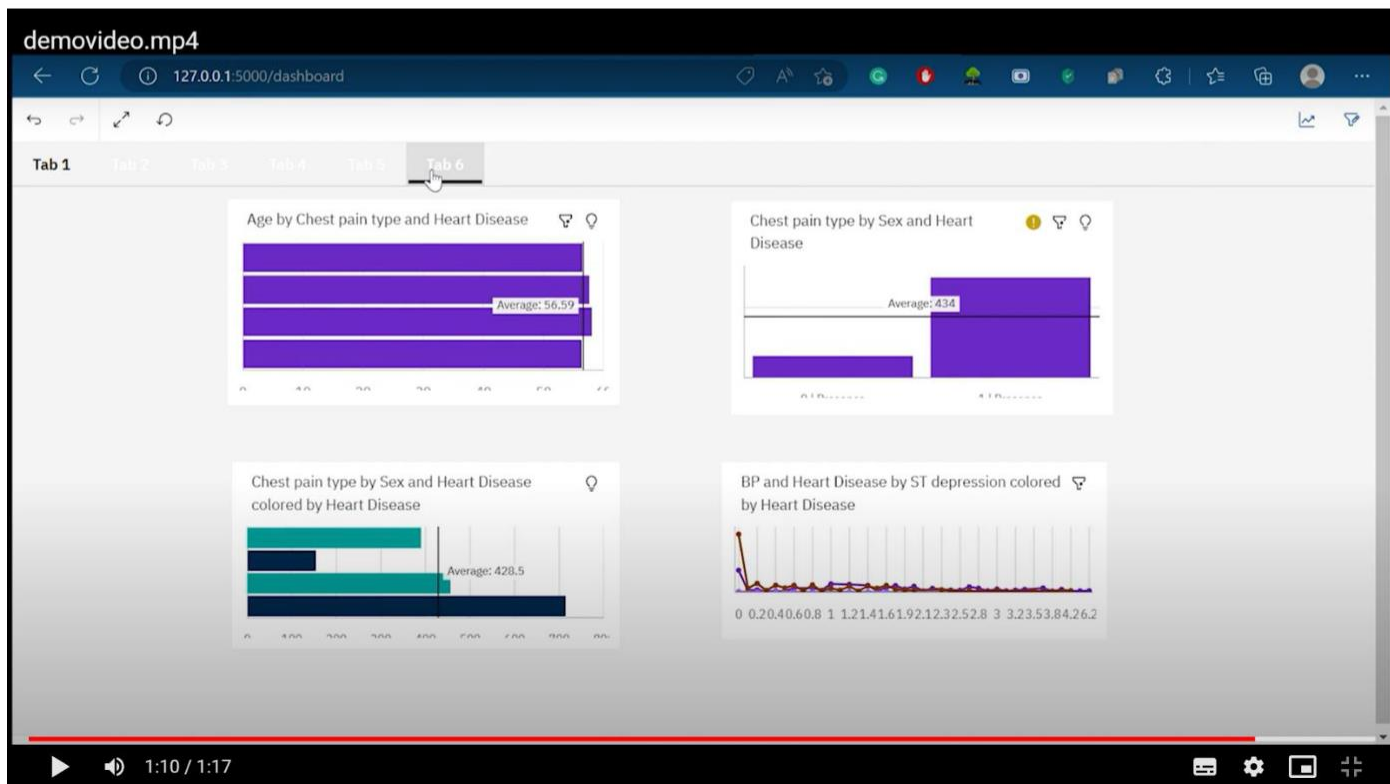 demovideo.mp4
127.0.0.1:5000/dashboard
Tab 1 Tab 2 Tab 3 Tab 4 Tab 5 Tab 6
Age by Chest pain type and Heart Disease
Average: 56.59
Chest pain type by Sex and Heart
Disease
Average: 434
Chest pain type by Sex and Heart Disease
colored by Heart Disease
Average: 428.5
BP and Heart Disease by ST depression colored
by Heart Disease
0 0.20.40.60.8 1 1.21.41.61.92.12.32.52.8 3 3.23.53.84.26.2
1:10 / 1:17